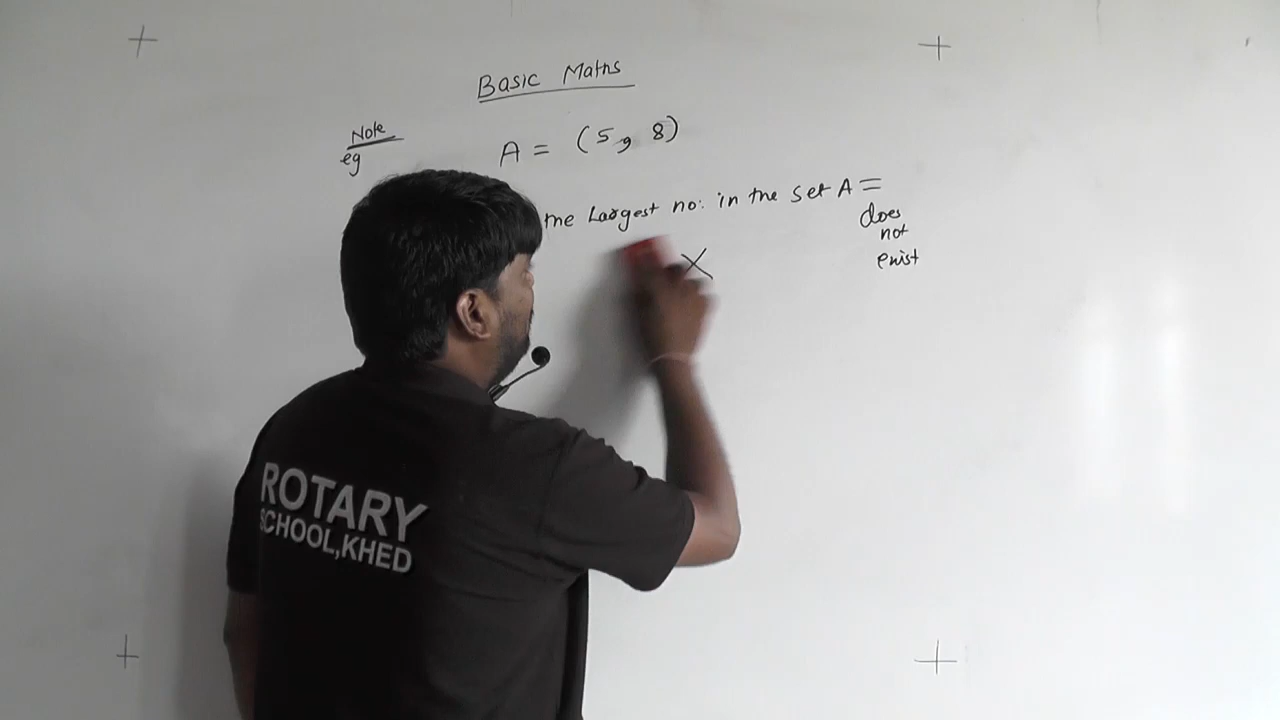 Basic Maths
Note
eg
A = (5, 8)
the Largest no: in the set A =
does
not
exist
X
ROTARY
SCHOOL,KHED